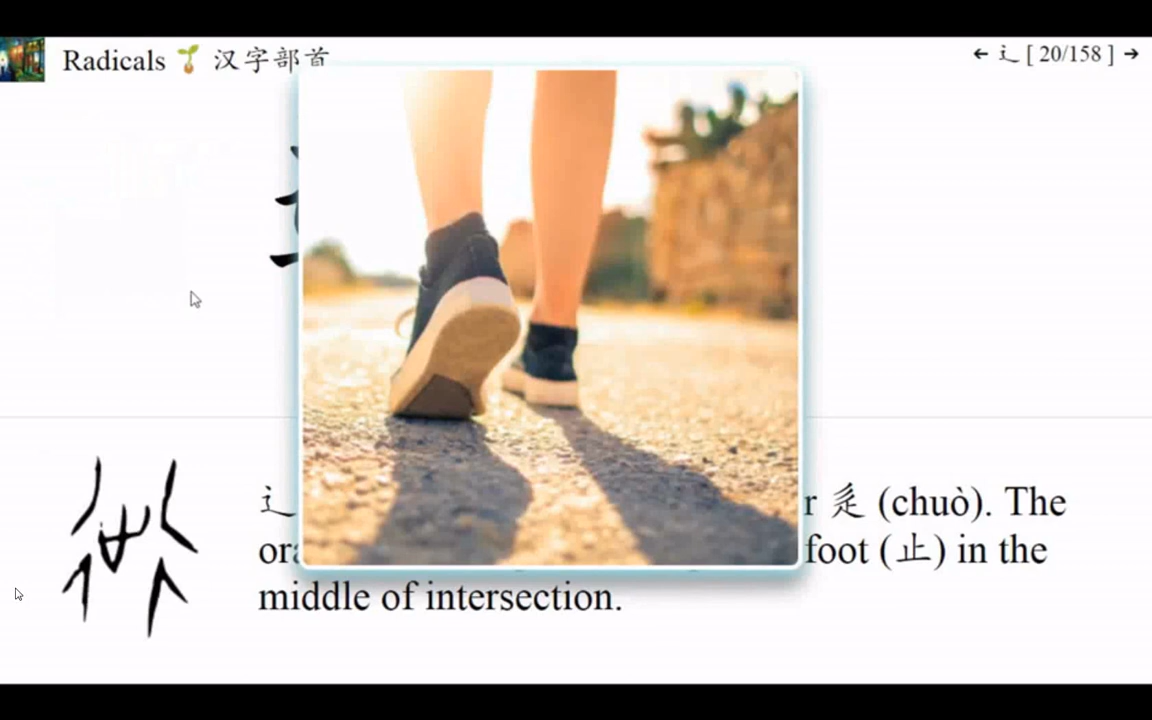 Radicals 汉字部首
← 辶 [ 20/158 ] →
辶 r 辵 (chuò). The
foot (止) in the
middle of intersection.